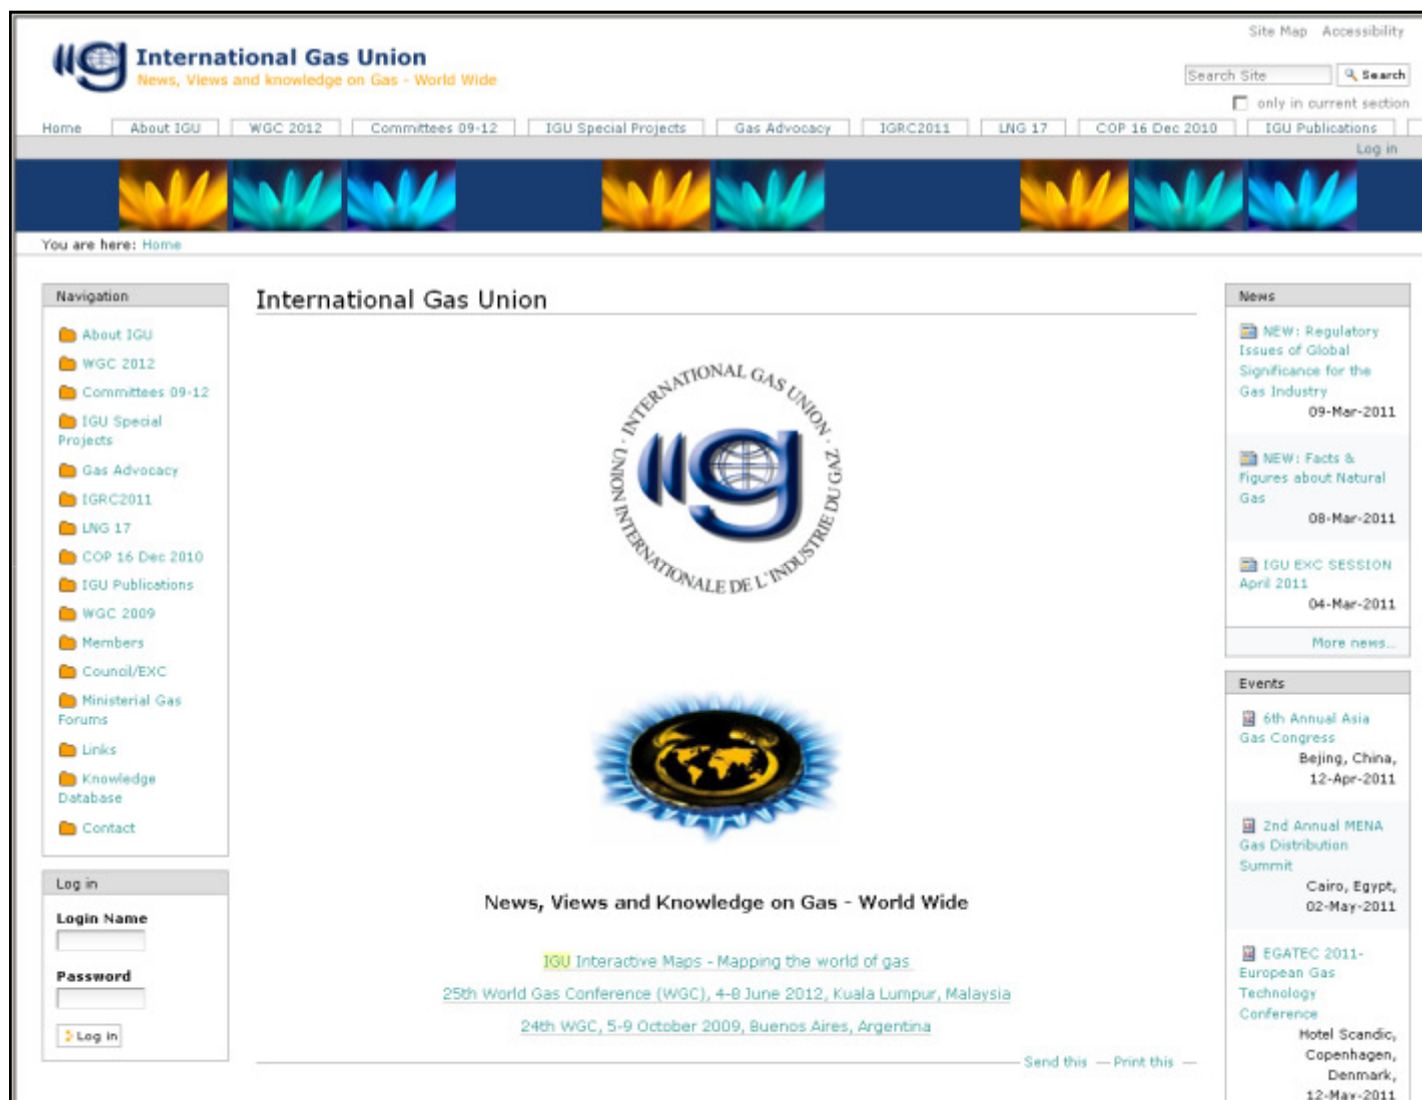 Site Map Accessibility
International Gas Union
News, Views and knowledge on Gas - World Wide
Search Site
Search
only in current section
Home About IGU WGC 2012 Committees 09-12 IGU Special Projects Gas Advocacy IGRC2011 LNG 17 COP 16 Dec 2010 IGU Publications
Log in
You are here: Home
Navigation
About IGU
WGC 2012
Committees 09-12
IGU Special
Projects
Gas Advocacy
IGRC2011
LNG 17
COP 16 Dec 2010
IGU Publications
WGC 2009
Members
Council/EXC
Ministerial Gas
Forums
Links
Knowledge
Database
Contact
Log in
Login Name
Password
Log in
International Gas Union
INTERNATIONAL GAS UNION · UNION INTERNATIONALE DE L'INDUSTRIE DU GAZ ·
News, Views and Knowledge on Gas - World Wide
IGU Interactive Maps - Mapping the world of gas
25th World Gas Conference (WGC), 4-8 June 2012, Kuala Lumpur, Malaysia
24th WGC, 5-9 October 2009, Buenos Aires, Argentina
Send this — Print this —
News
NEW: Regulatory
Issues of Global
Significance for the
Gas Industry
09-Mar-2011
NEW: Facts &
Figures about Natural
Gas
08-Mar-2011
IGU EXC SESSION
April 2011
04-Mar-2011
More news...
Events
6th Annual Asia
Gas Congress
Bejing, China,
12-Apr-2011
2nd Annual MENA
Gas Distribution
Summit
Cairo, Egypt,
02-May-2011
EGATEC 2011-
European Gas
Technology
Conference
Hotel Scandic,
Copenhagen,
Denmark,
12-May-2011